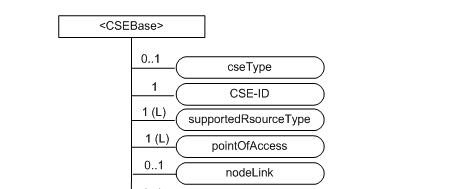 <CSEBase>
0..1 cseType
1 CSE-ID
1 (L) supportedRsourceType
1 (L) pointOfAccess
0..1 nodeLink